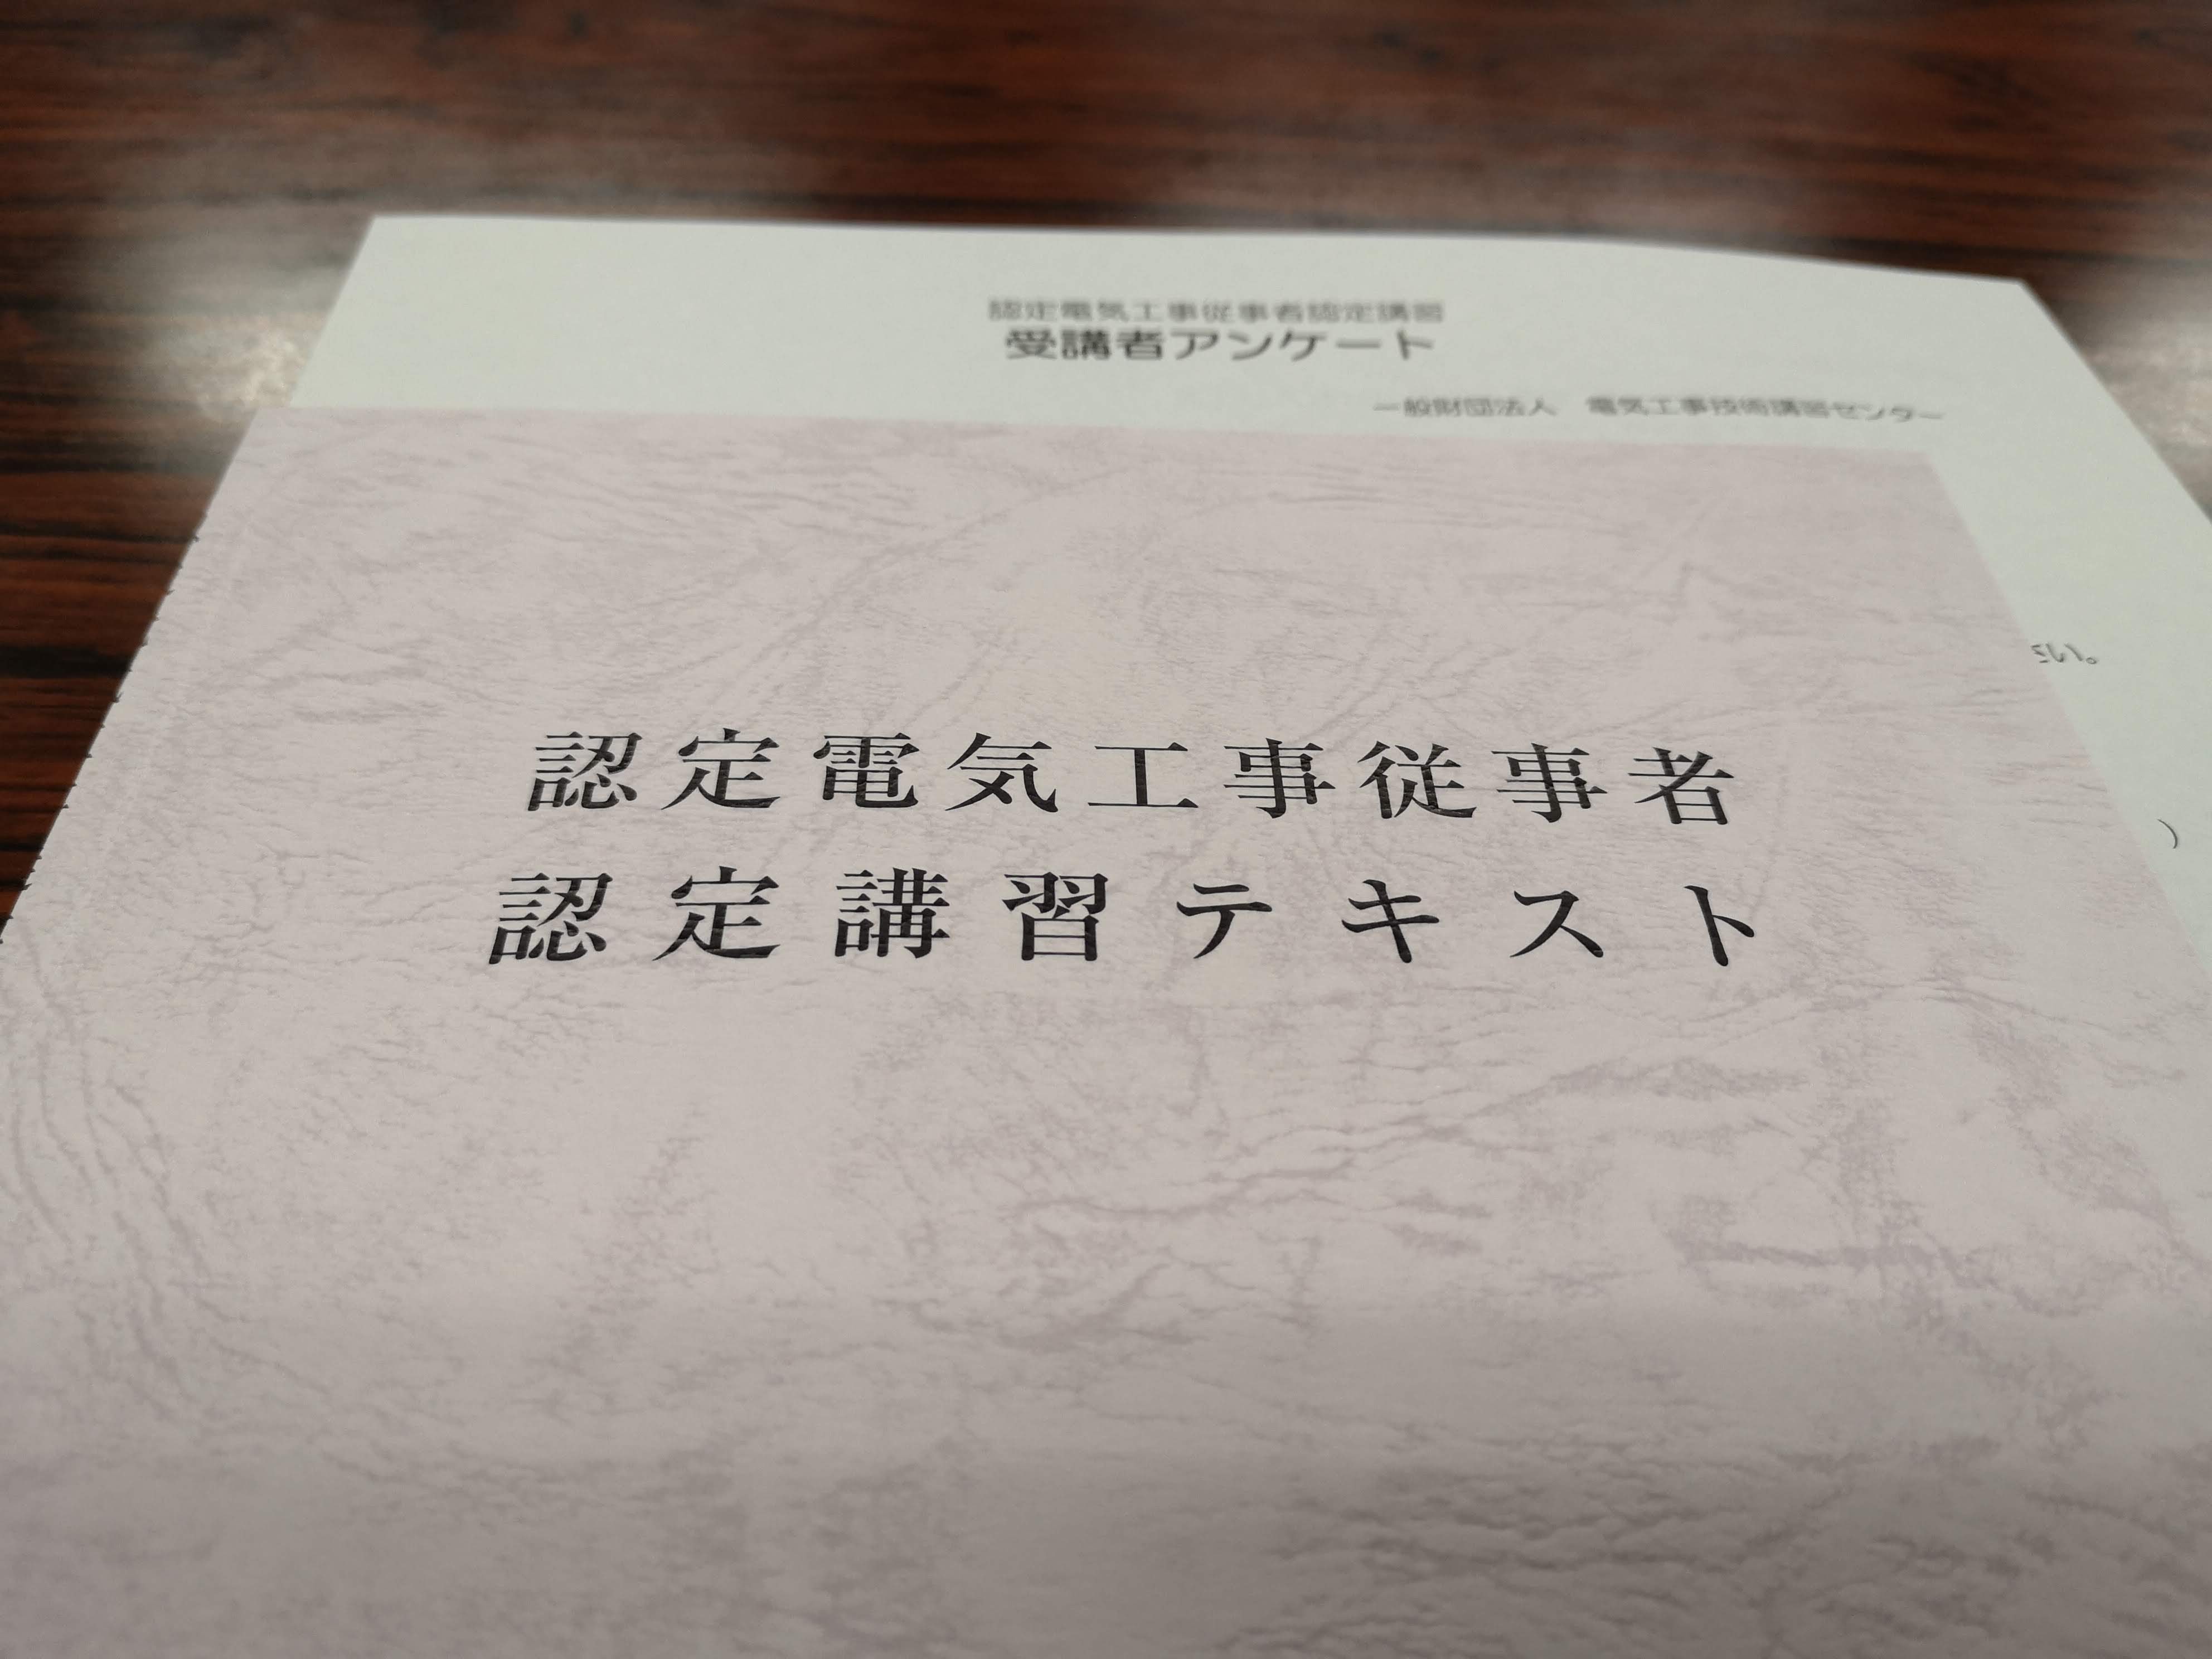 認定電気工事従事者認定講習
受講者アンケート
一般財団法人　電気工事技術講習センター
さい。
)
認定電気工事従事者
認定講習テキスト